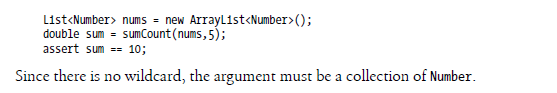 List<Number> nums = new ArrayList<Number>();
double sum = sumCount(nums,5);
assert sum == 10;
Since there is no wildcard, the argument must be a collection of Number.